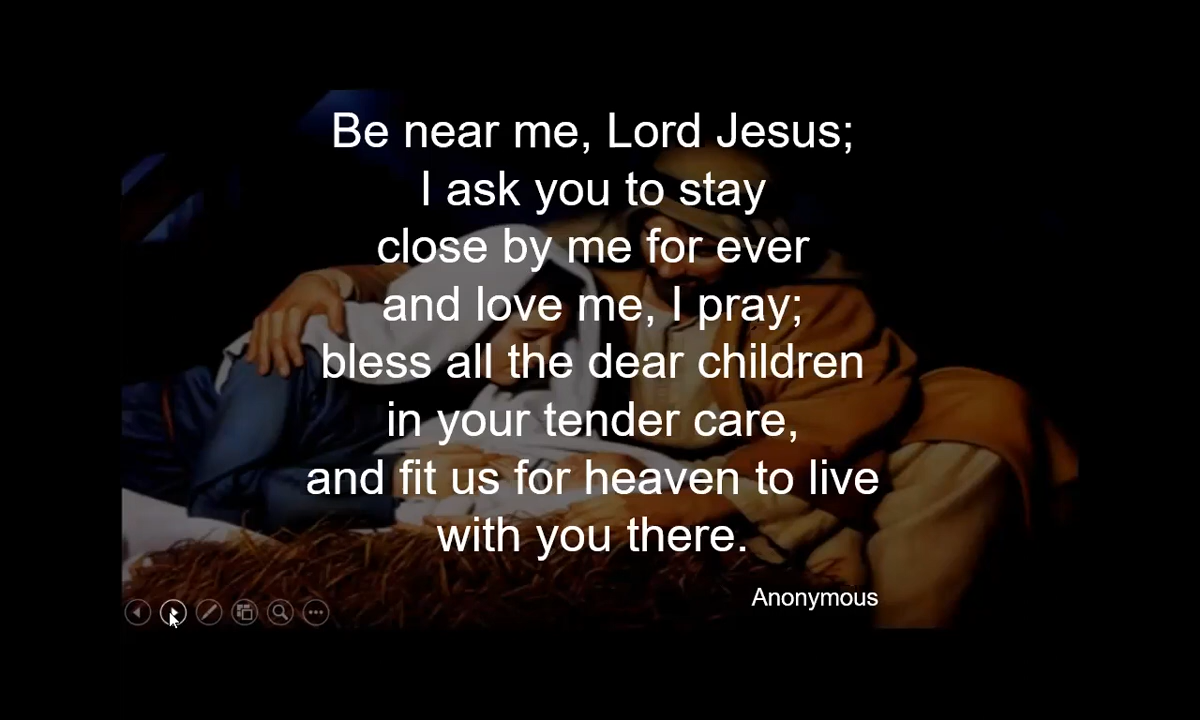 Be near me, Lord Jesus;
I ask you to stay
close by me for ever
and love me, I pray;
bless all the dear children
in your tender care,
and fit us for heaven to live
with you there.
Anonymous